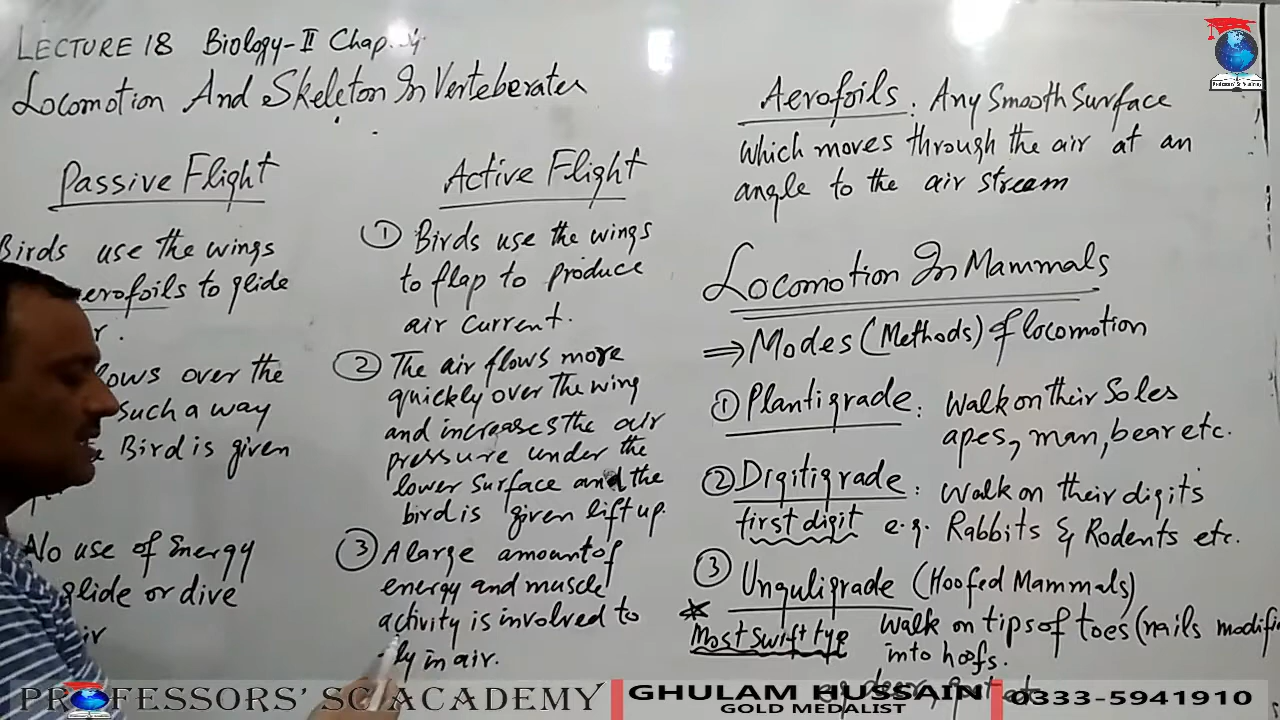 LECTURE 18 Biology-II Chap.
Locomotion And Skeleton In Verteberates
Passive Flight
Birds use the wings
erofoils to glide
r.
lows over the
such a way
Bird is given
No use of Energy
glide or dive
ir
Active Flight
① Birds use the wings
to flap to produce
air current.
② The air flows more
quickly over the wing
and increases the air
pressure under the
lower surface and the
bird is given lift up.
③ A large amount of
energy and muscle
activity is involved to
ly in air.
Aerofoils. Any Smooth Surface
which moves through the air at an
angle to the air stream
Locomotion In Mammals
⇒ Modes (Methods) of locomotion
① Plantigrade: Walk on their Soles
apes, man, bear etc.
② Digitigrade: Walk on their digits
first digit e.g. Rabbits & Rodents etc.
③ Unguligrade (Hoofed Mammals)
* Most swift type walk on tips of toes (nails modifi
into hoofs.
deer, goat etc
PROFESSORS' SC ACADEMY
GHULAM HUSSAIN
GOLD MEDALIST
0333-5941910